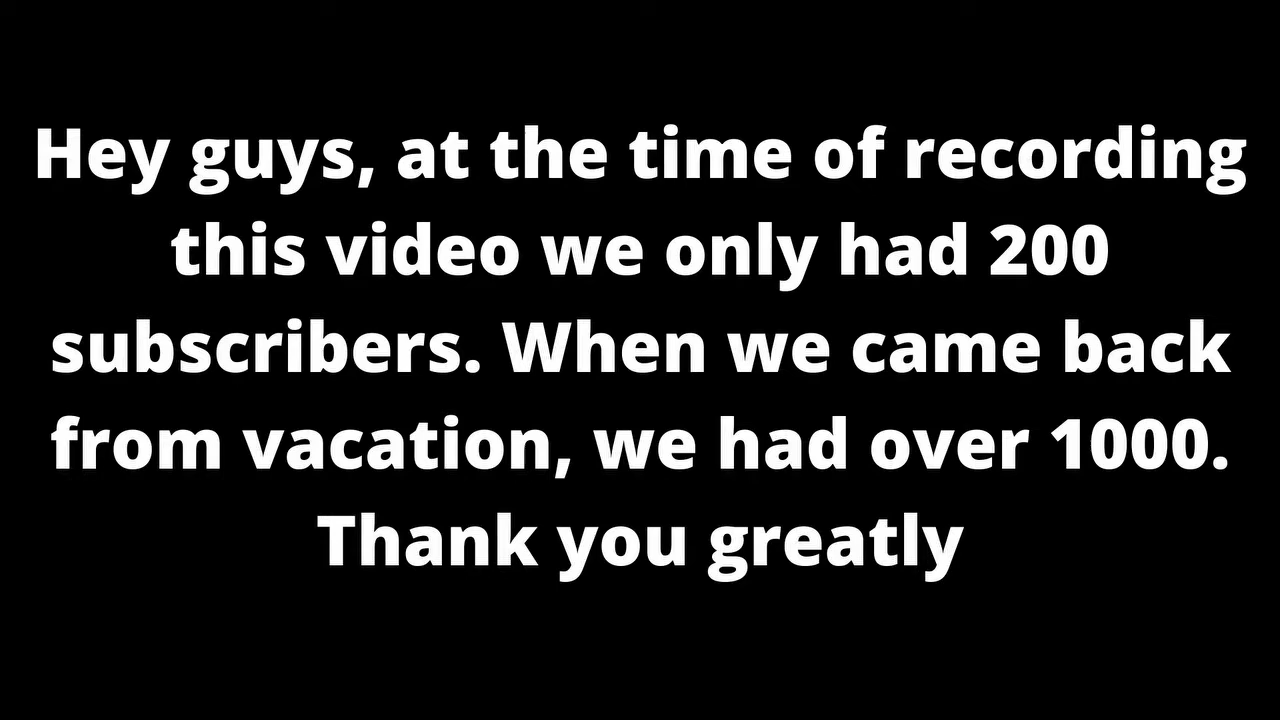 Hey guys, at the time of recording
this video we only had 200
subscribers. When we came back
from vacation, we had over 1000.
Thank you greatly